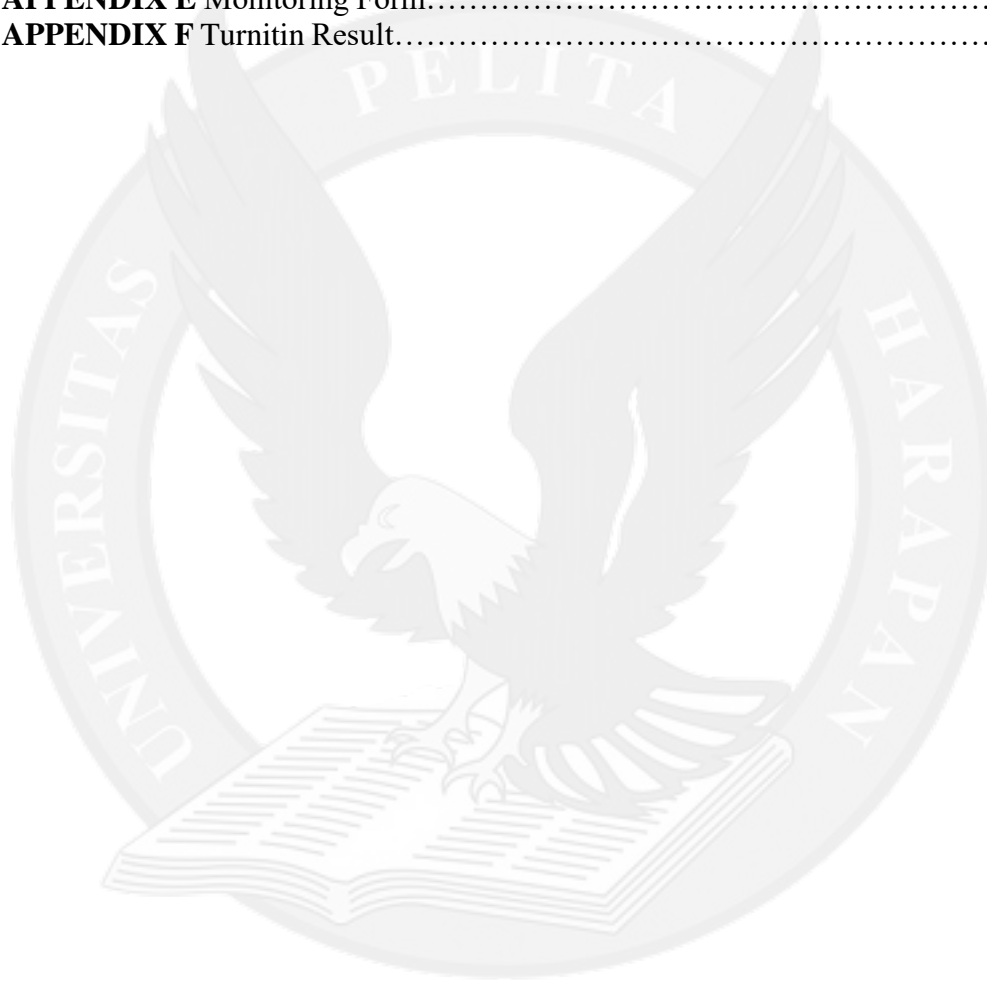 APPENDIX E Monitoring Form………………………………………………………
APPENDIX F Turnitin Result…………………………………………………………
UNIVERSITAS PELITA HARAPAN